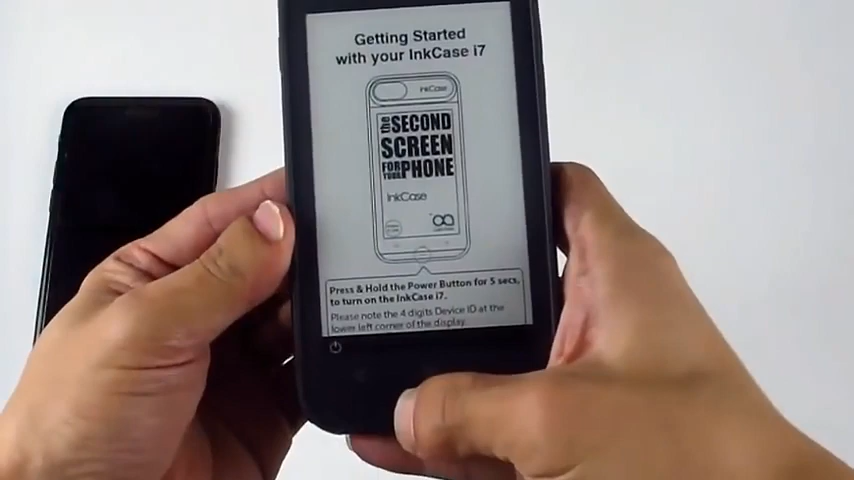 Getting Started
with your InkCase i7
InkCase
the SECOND
SCREEN
FOR YOUR PHONE
InkCase
Press & Hold the Power Button for 5 secs,
to turn on the InkCase i7.
Please note the 4 digits Device ID at the
lower left corner of the display.